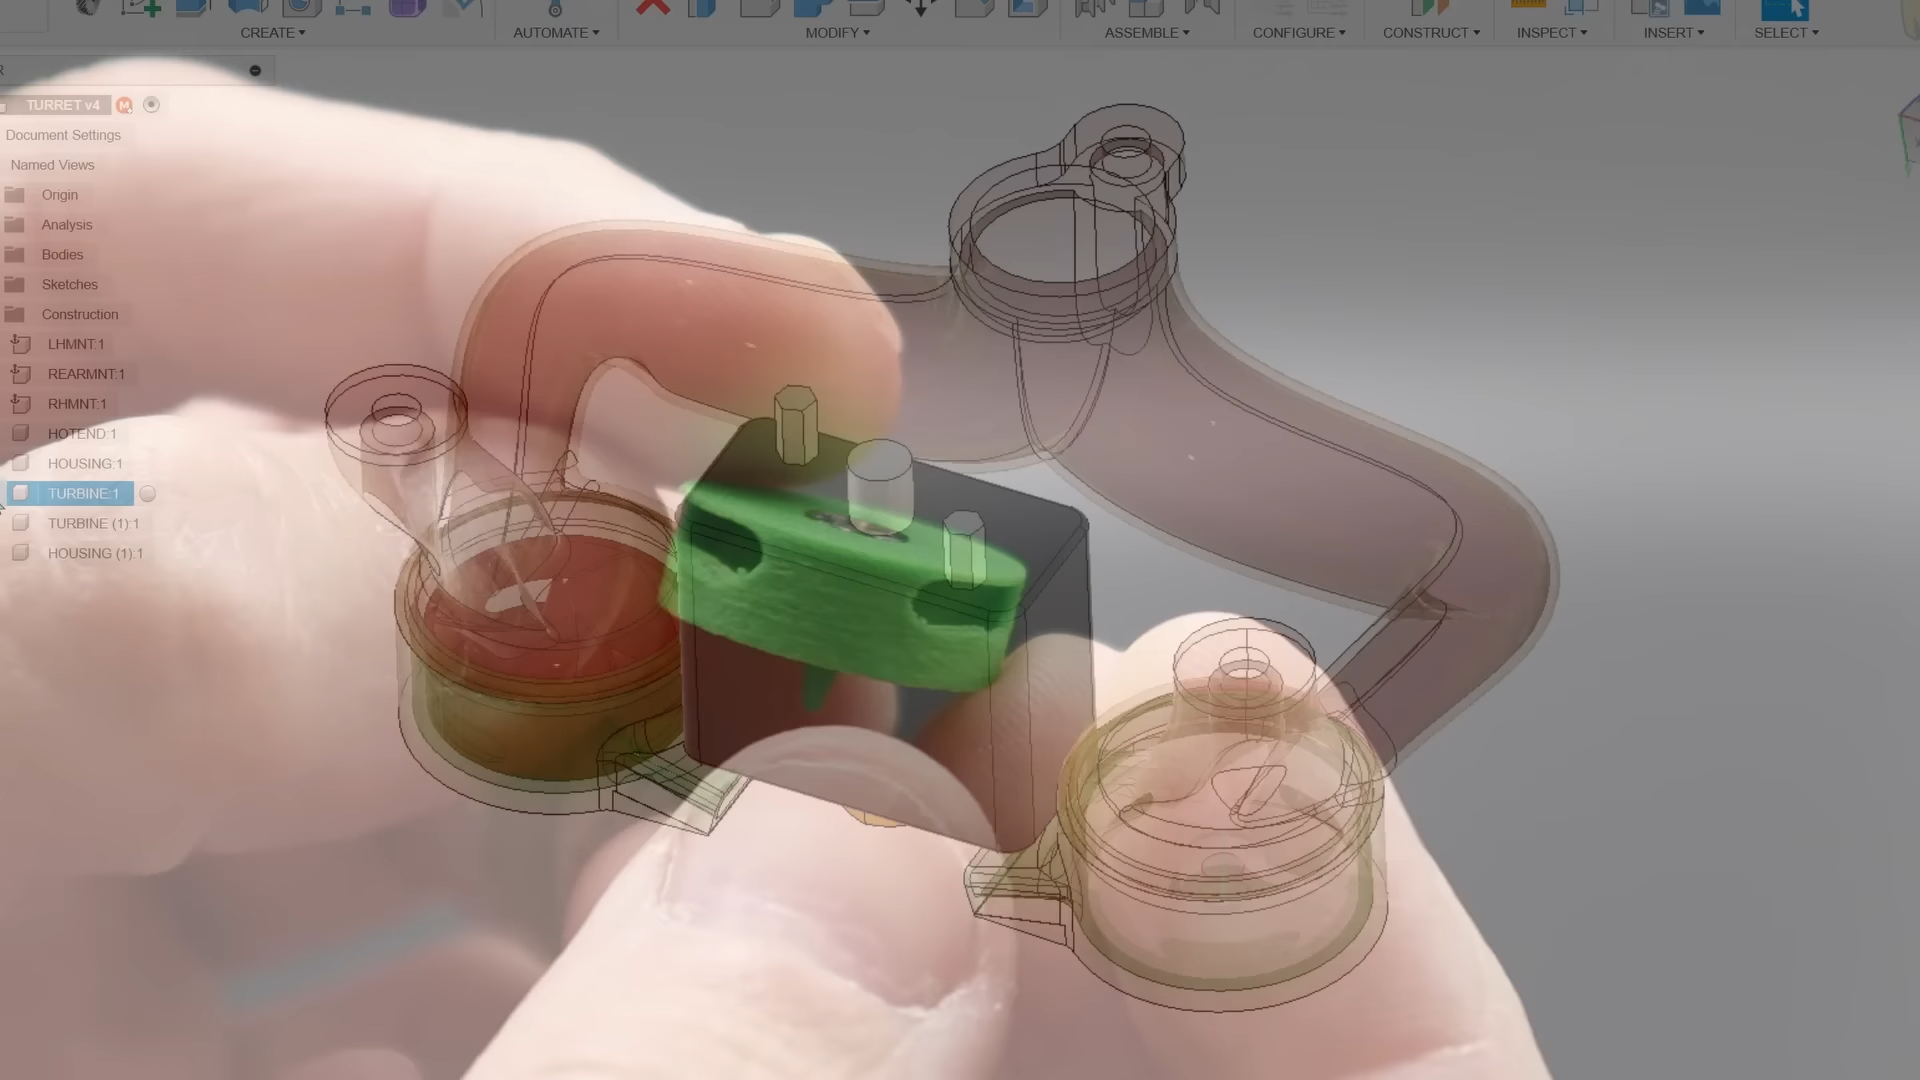 CREATE AUTOMATE MODIFY ASSEMBLE CONFIGURE CONSTRUCT INSPECT INSERT SELECT
R
TURRET v4 M
Document Settings
Named Views
Origin
Analysis
Bodies
Sketches
Construction
LHMNT:1
REARMNT:1
RHMNT:1
HOTEND:1
HOUSING:1
TURBINE:1
TURBINE (1):1
HOUSING (1):1